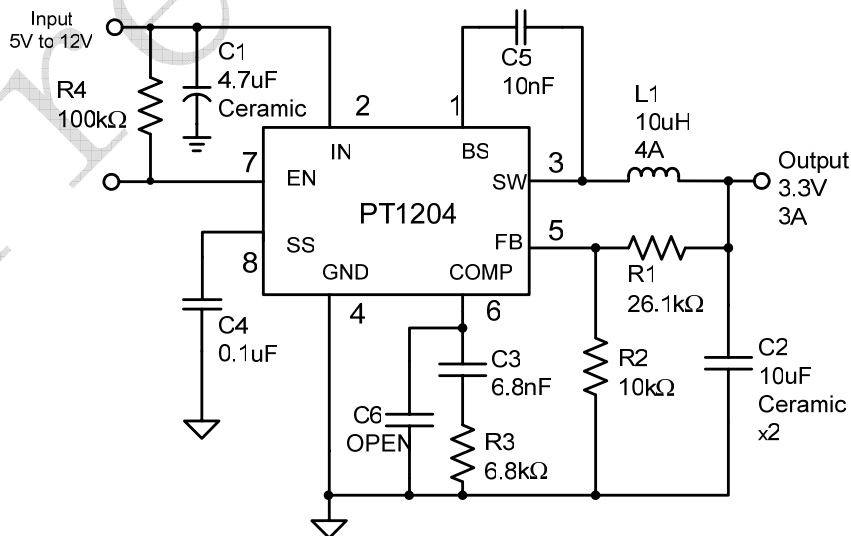 Input
5V to 12V
C1
4.7uF
Ceramic
R4
100kΩ
C5
10nF
L1
10uH
4A
Output
3.3V
3A
2
1
IN
BS
7
EN
SW
3
PT1204
FB
5
SS
8
GND
COMP
4
6
R1
26.1kΩ
C4
0.1uF
C3
6.8nF
R2
10kΩ
C2
10uF
Ceramic
x2
C6
OPEN
R3
6.8kΩ